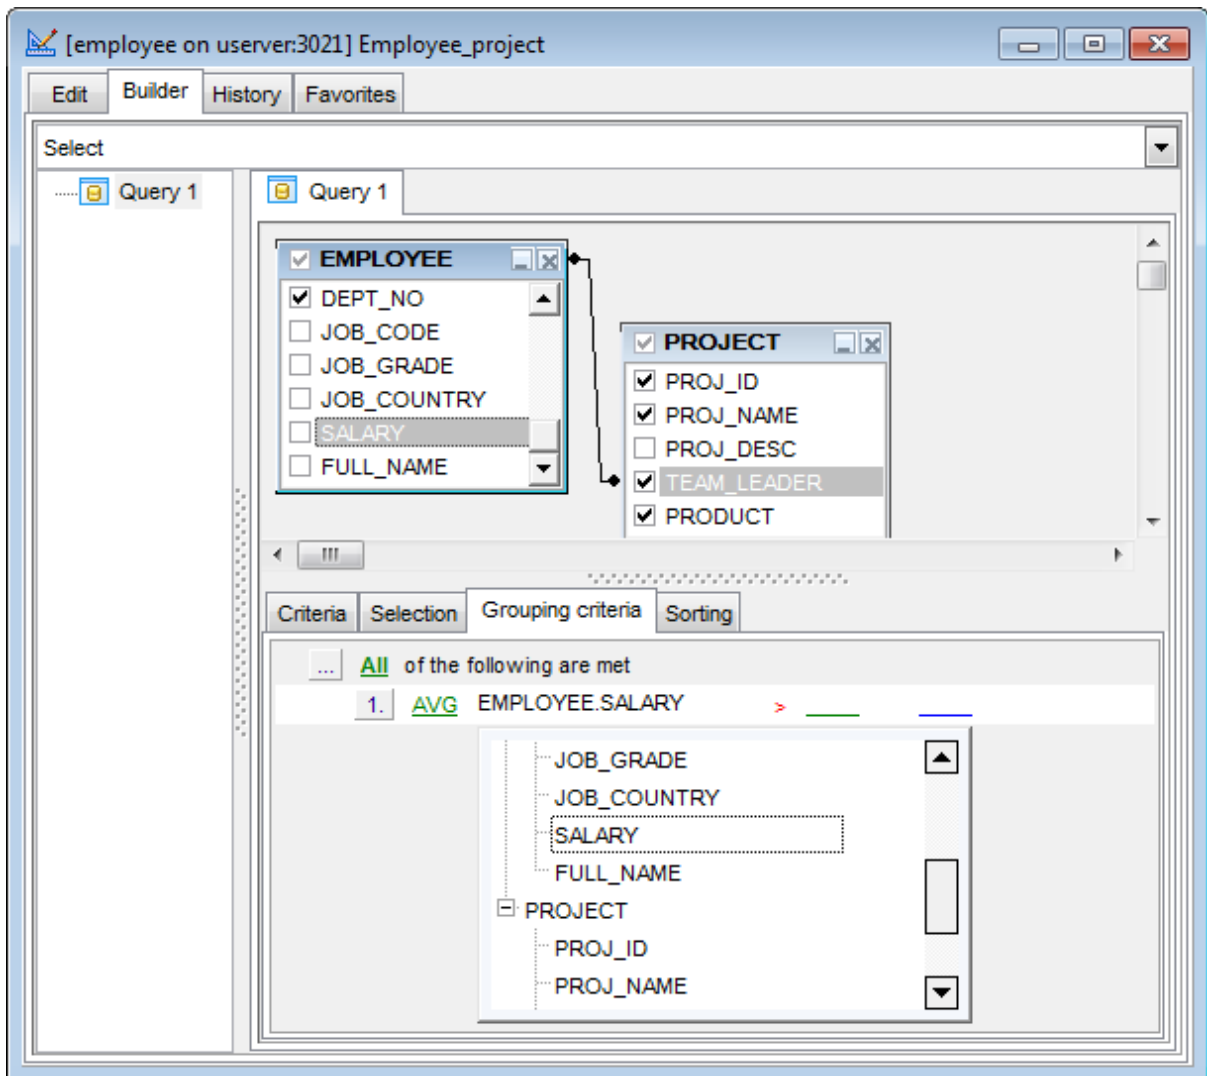 [employee on userver:3021] Employee_project
Edit Builder History Favorites
Select
Query 1
Query 1
EMPLOYEE
DEPT_NO
JOB_CODE
JOB_GRADE
JOB_COUNTRY
SALARY
FULL_NAME
PROJECT
PROJ_ID
PROJ_NAME
PROJ_DESC
TEAM_LEADER
PRODUCT
Criteria Selection Grouping criteria Sorting
... All of the following are met
1. AVG EMPLOYEE.SALARY >
JOB_GRADE
JOB_COUNTRY
SALARY
FULL_NAME
PROJECT
PROJ_ID
PROJ_NAME